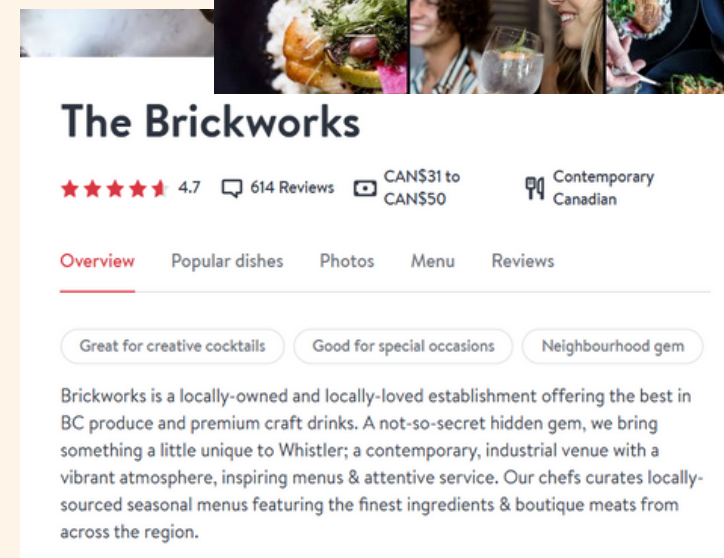 The Brickworks
4.7
614 Reviews
CAN$31 to
CAN$50
Contemporary
Canadian
Overview
Popular dishes
Photos
Menu
Reviews
Great for creative cocktails
Good for special occasions
Neighbourhood gem
Brickworks is a locally-owned and locally-loved establishment offering the best in
BC produce and premium craft drinks. A not-so-secret hidden gem, we bring
something a little unique to Whistler; a contemporary, industrial venue with a
vibrant atmosphere, inspiring menus & attentive service. Our chefs curates locally-
sourced seasonal menus featuring the finest ingredients & boutique meats from
across the region.